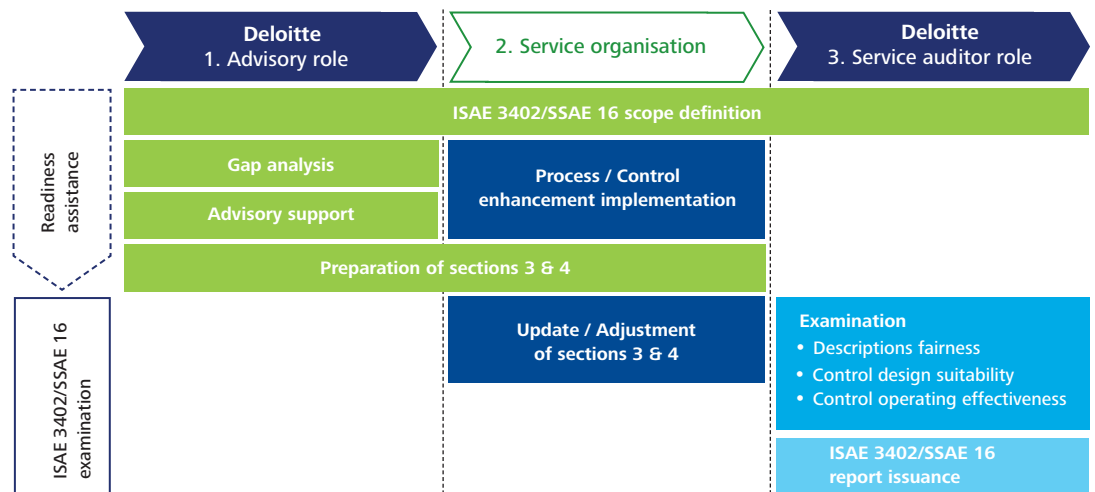 Deloitte
1. Advisory role
2. Service organisation
Deloitte
3. Service auditor role
Readiness
assistance
ISAE 3402/SSAE 16 scope definition
Gap analysis
Advisory support
Process / Control
enhancement implementation
Preparation of sections 3 & 4
ISAE 3402/SSAE 16
examination
Update / Adjustment
of sections 3 & 4
Examination
• Descriptions fairness
• Control design suitability
• Control operating effectiveness
ISAE 3402/SSAE 16
report issuance